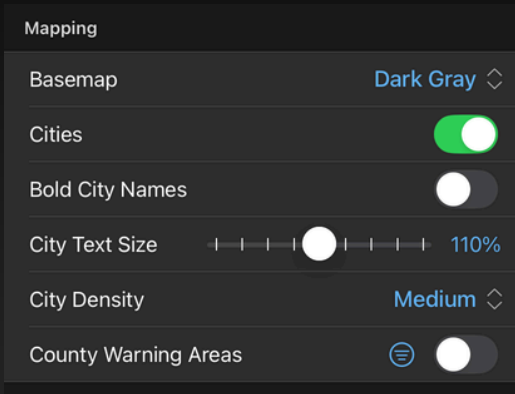 Mapping
Basemap Dark Gray
Cities
Bold City Names
City Text Size 110%
City Density Medium
County Warning Areas